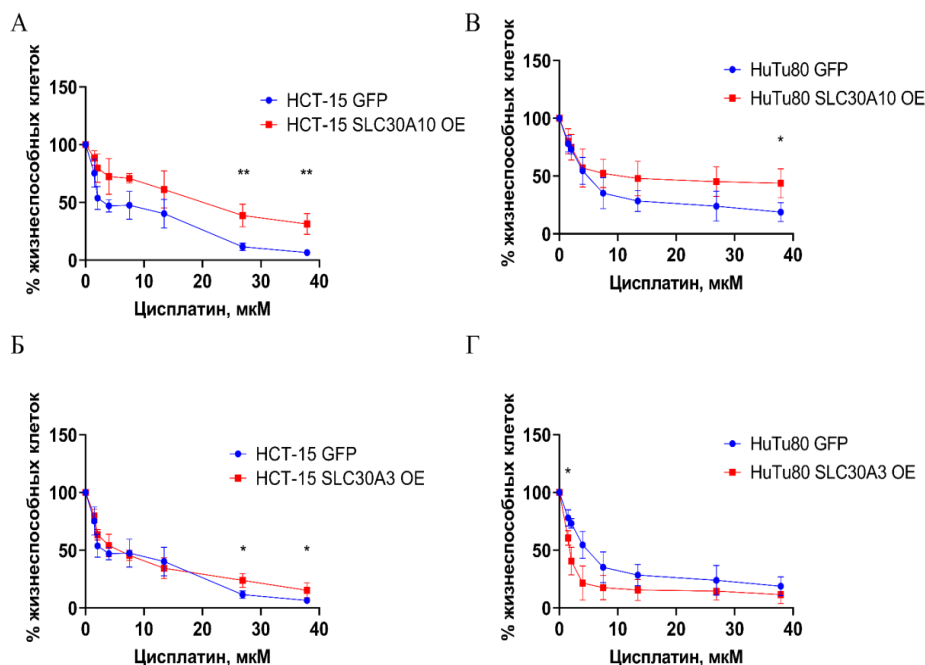 А
% жизнеспособных клеток
150
100
50
0
HCT-15 GFP
HCT-15 SLC30A10 OE
** **
0 10 20 30 40
Цисплатин, мкМ
В
% жизнеспособных клеток
150
100
50
0
HuTu80 GFP
HuTu80 SLC30A10 OE
*
0 10 20 30 40
Цисплатин, мкМ
Б
% жизнеспособных клеток
150
100
50
0
HCT-15 GFP
HCT-15 SLC30A3 OE
* *
0 10 20 30 40
Цисплатин, мкМ
Г
% жизнеспособных клеток
150
100
50
0
HuTu80 GFP
HuTu80 SLC30A3 OE
*
0 10 20 30 40
Цисплатин, мкМ